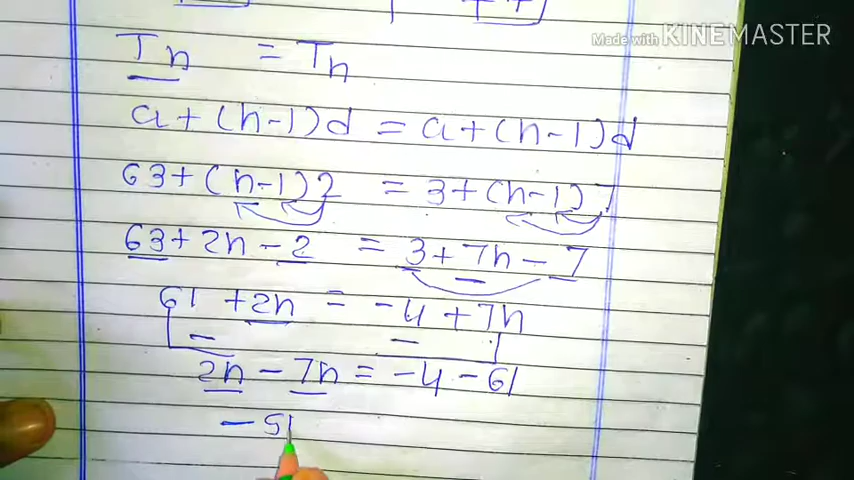 Made with KINEMASTER
Tn = Tn
a + (n-1)d = a + (n-1)d
63 + (n-1)2 = 3 + (n-1)7
63 + 2n - 2 = 3 + 7n - 7
61 + 2n = -4 + 7n
2n - 7n = -4 - 61
- 5